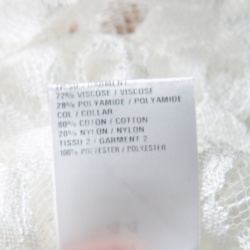 GARMENT
72% VISCOSE / VISCOSE
28% POLYAMIDE / POLYAMIDE
COL / COLLAR
80% COTON / COTTON
20% NYLON / NYLON
TISSU 2 / GARMENT 2
100% POLYESTER / POLYESTER